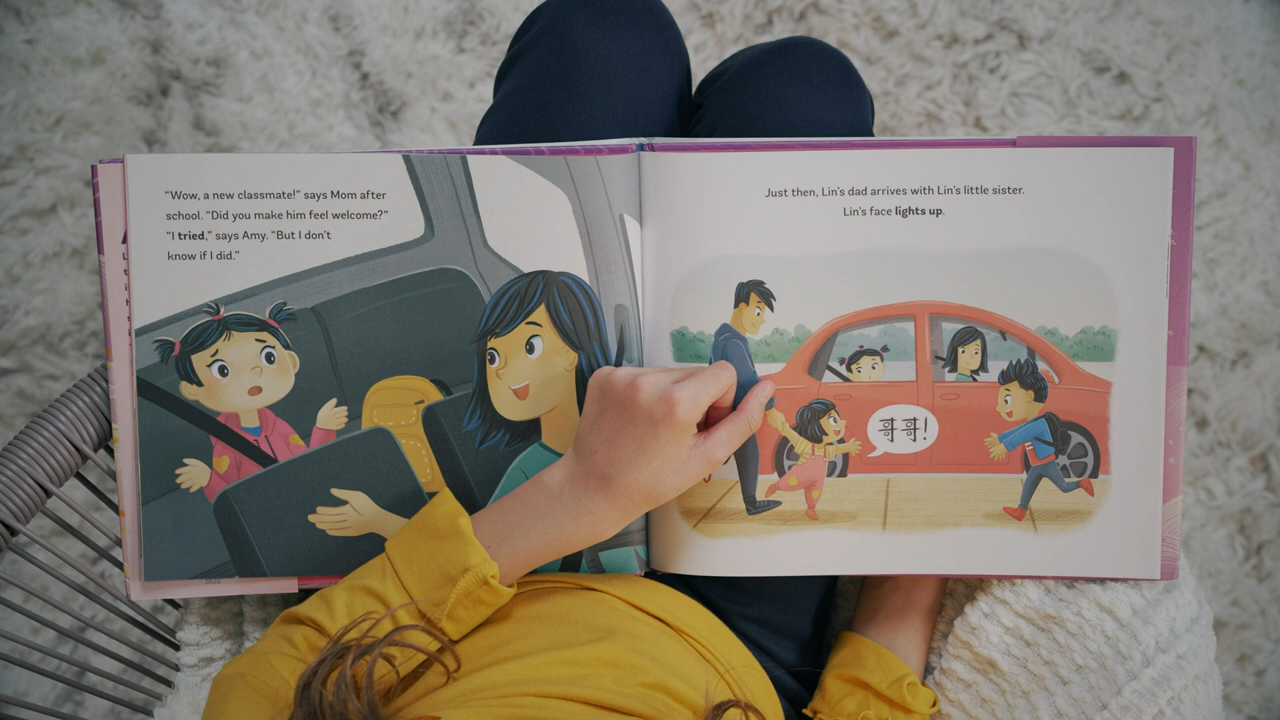 “Wow, a new classmate!” says Mom after
school. “Did you make him feel welcome?”
“I tried,” says Amy. “But I don’t
know if I did.”
Just then, Lin’s dad arrives with Lin’s little sister.
Lin’s face lights up.
哥哥!